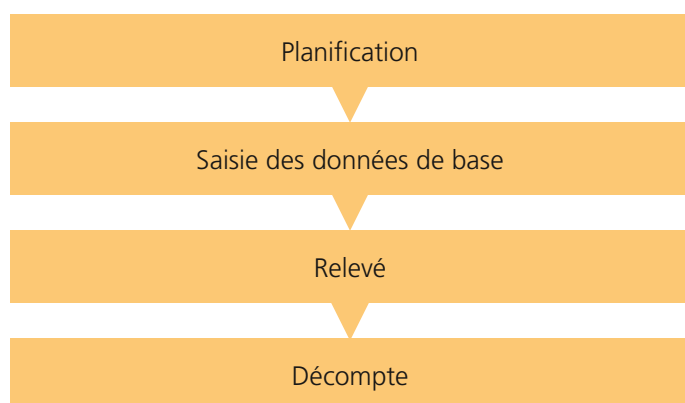 Planification
Saisie des données de base
Relevé
Décompte